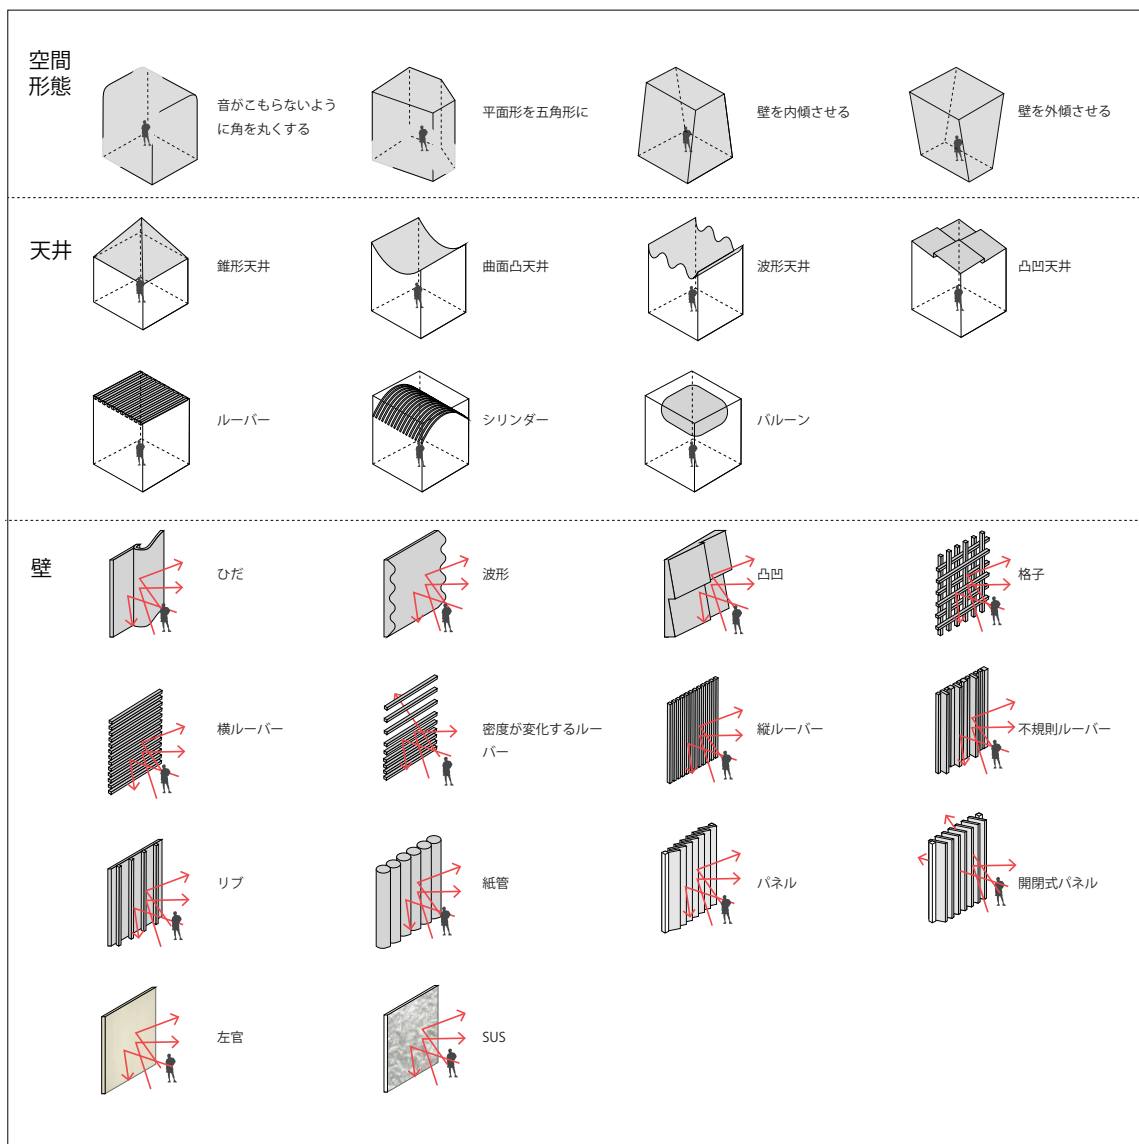 空間
形態
音がこもらないよう
に角を丸くする
平面形を五角形に
壁を内傾させる
壁を外傾させる
天井
錐形天井
曲面凸天井
波形天井
凸凹天井
ルーバー
シリンダー
バルーン
壁
ひだ
波形
凸凹
格子
横ルーバー
密度が変化するルー
バー
縦ルーバー
不規則ルーバー
リブ
紙管
パネル
開閉式パネル
左官
SUS